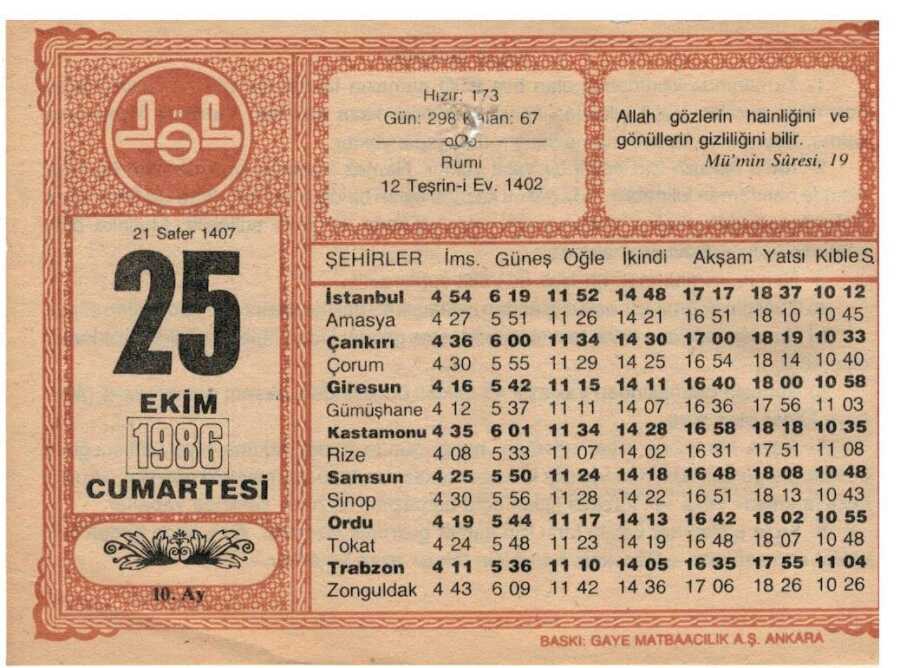 21 Safer 1407
25
EKİM
1986
CUMARTESİ
10. Ay
Hızır: 173
Gün: 298 Kalan: 67
Rumi
12 Teşrin-i Ev. 1402
Allah gözlerin hainliğini ve
gönüllerin gizliliğini bilir.
Mü'min Sûresi, 19
ŞEHİRLER İms. Güneş Öğle İkindi Akşam Yatsı Kıble S.
İstanbul 4 54 6 19 11 52 14 48 17 17 18 37 10 12
Amasya 4 27 5 51 11 26 14 21 16 51 18 10 10 45
Çankırı 4 36 6 00 11 34 14 30 17 00 18 19 10 33
Çorum 4 30 5 55 11 29 14 25 16 54 18 14 10 40
Giresun 4 16 5 42 11 15 14 11 16 40 18 00 10 58
Gümüşhane 4 12 5 37 11 11 14 07 16 36 17 56 11 03
Kastamonu 4 35 6 01 11 34 14 28 16 58 18 18 10 35
Rize 4 08 5 33 11 07 14 02 16 31 17 51 11 08
Samsun 4 25 5 50 11 24 14 18 16 48 18 08 10 48
Sinop 4 30 5 56 11 28 14 22 16 51 18 13 10 43
Ordu 4 19 5 44 11 17 14 13 16 42 18 02 10 55
Tokat 4 24 5 48 11 23 14 19 16 48 18 07 10 48
Trabzon 4 11 5 36 11 10 14 05 16 35 17 55 11 04
Zonguldak 4 43 6 09 11 42 14 36 17 06 18 26 10 26
BASKI: GAYE MATBAACILIK A.Ş. ANKARA